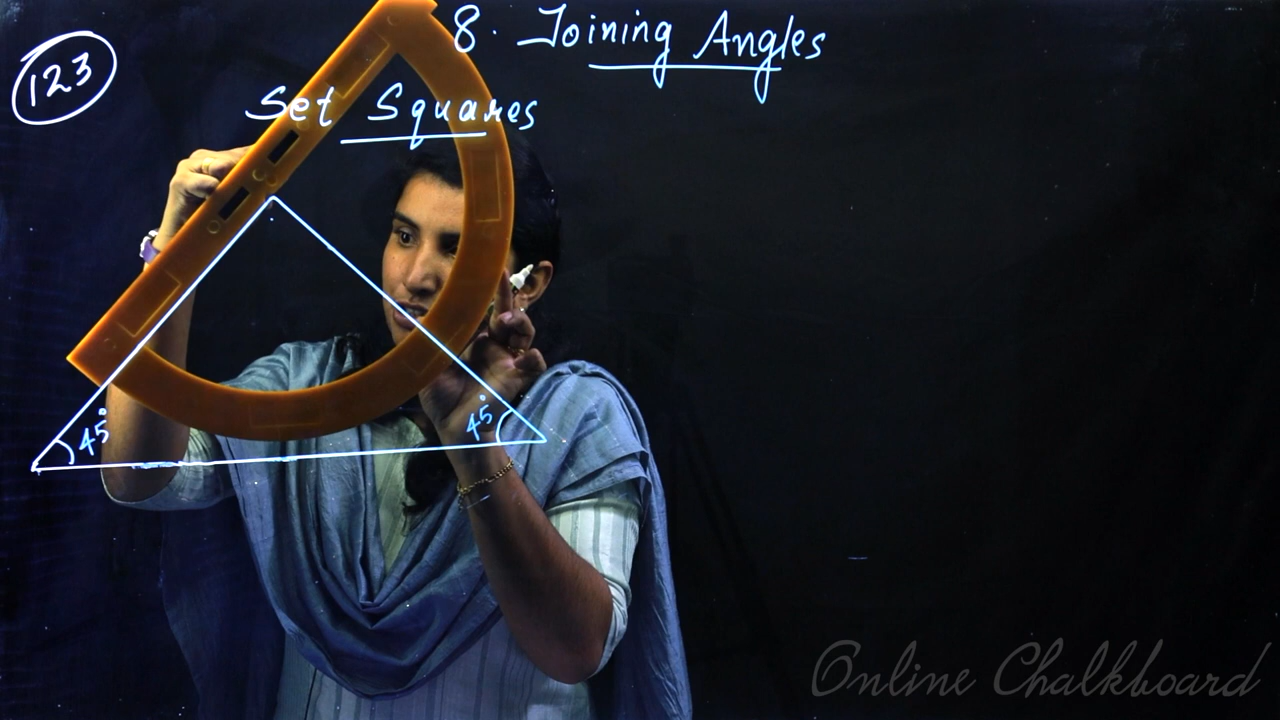 8. Joining Angles
123
Set Squares
45°
45°
Online Chalkboard